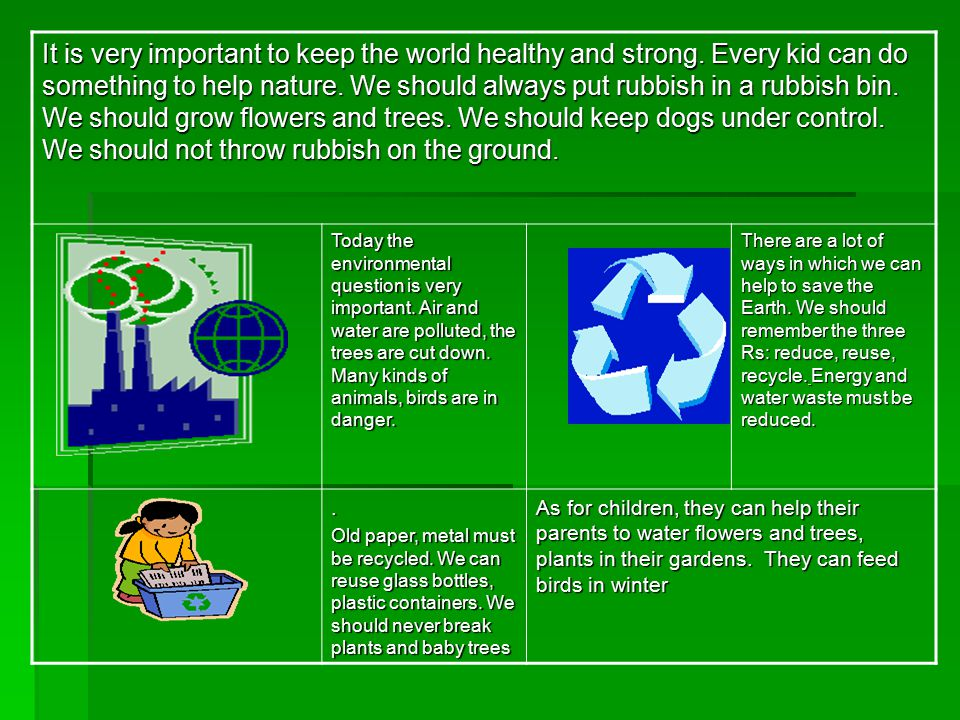 It is very important to keep the world healthy and strong. Every kid can do
something to help nature. We should always put rubbish in a rubbish bin.
We should grow flowers and trees. We should keep dogs under control.
We should not throw rubbish on the ground.
Today the
environmental
question is very
important. Air and
water are polluted, the
trees are cut down.
Many kinds of
animals, birds are in
danger.
There are a lot of
ways in which we can
help to save the
Earth. We should
remember the three
Rs: reduce, reuse,
recycle. Energy and
water waste must be
reduced.
.
Old paper, metal must
be recycled. We can
reuse glass bottles,
plastic containers. We
should never break
plants and baby trees
As for children, they can help their
parents to water flowers and trees,
plants in their gardens.  They can feed
birds in winter